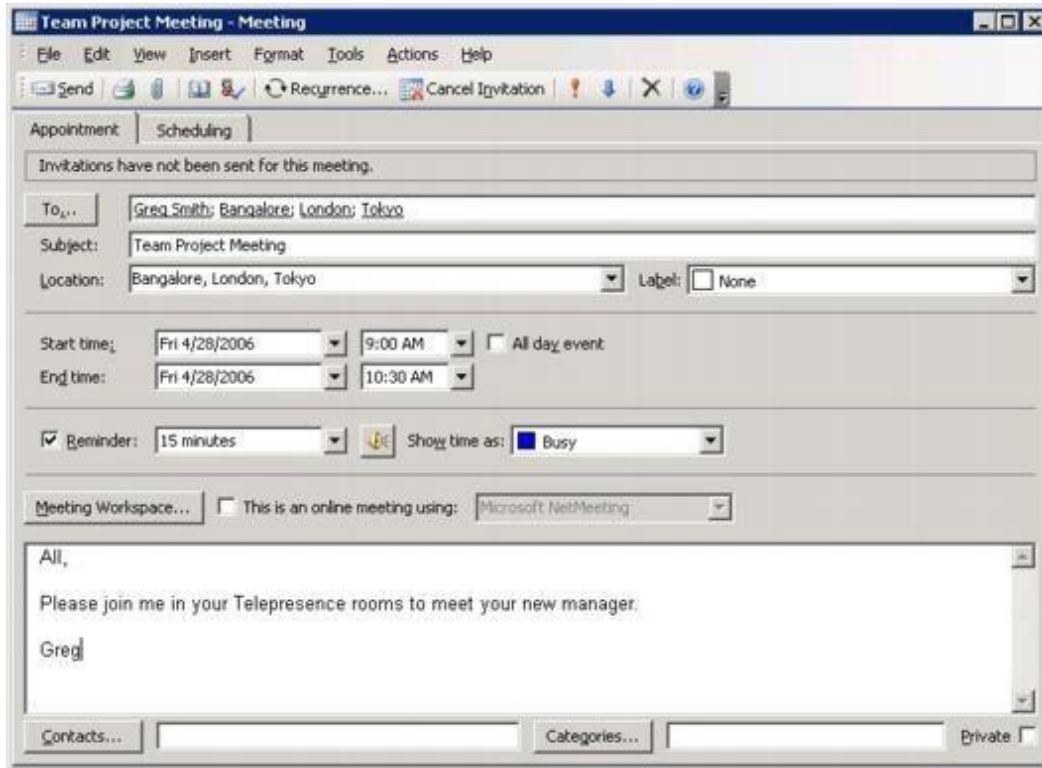 Team Project Meeting - Meeting
File Edit View Insert Format Tools Actions Help
Send Recurrence... Cancel Invitation
Appointment Scheduling
Invitations have not been sent for this meeting.
To... Greg Smith; Bangalore; London; Tokyo
Subject: Team Project Meeting
Location: Bangalore, London, Tokyo Label: None
Start time: Fri 4/28/2006 9:00 AM All day event
End time: Fri 4/28/2006 10:30 AM
Reminder: 15 minutes Show time as: Busy
Meeting Workspace... This is an online meeting using: Microsoft NetMeeting
All,
Please join me in your Telepresence rooms to meet your new manager.
Greg
Contacts... Categories... Private